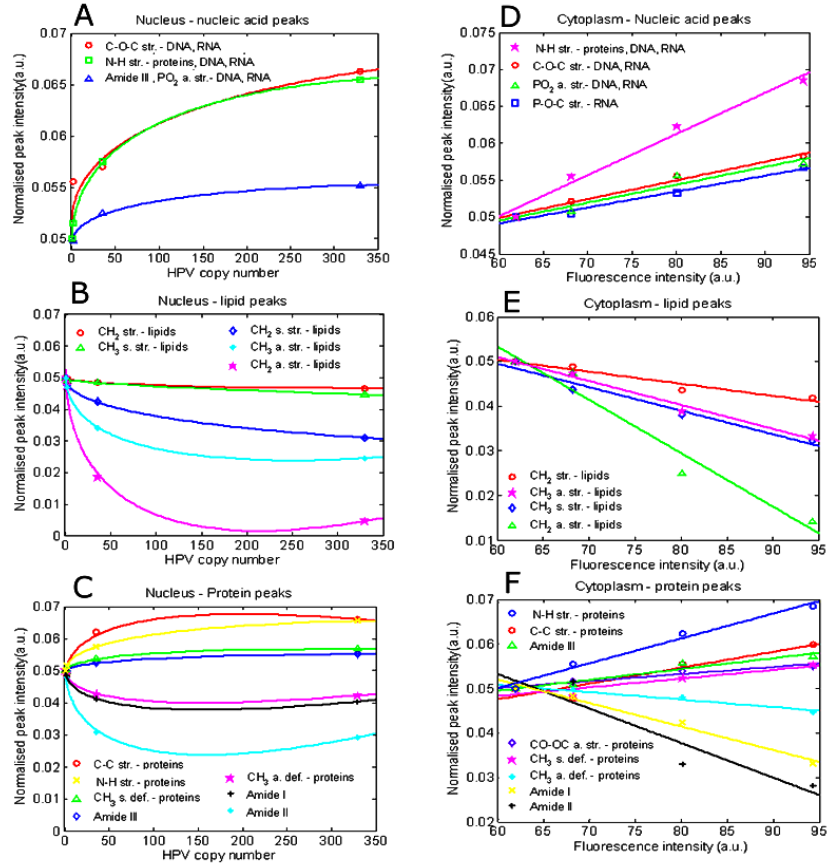 A
Nucleus - nucleic acid peaks
Normalised peak intensity(a.u.)
0.07
0.065
0.06
0.055
0.05
C-O-C str. - DNA, RNA
N-H str. - proteins, DNA, RNA
Amide III, PO2 a. str.- DNA, RNA
0 50 100 150 200 250 300 350
HPV copy number
D
Cytoplasm - Nucleic acid peaks
Normalised peak intensity (a.u.)
0.08
0.075
0.07
0.065
0.06
0.055
0.05
0.045
N-H str. - proteins, DNA, RNA
C-O-C str. - DNA, RNA
PO2 a. str.- DNA, RNA
P-O-C str. - RNA
60 65 70 75 80 85 90 95
Fluorescence intensity (a.u.)
B
Nucleus - lipid peaks
Normalised peak intensity(a.u.)
0.08
0.07
0.06
0.05
0.04
0.03
0.02
0.01
0
CH2 str. - lipids
CH3 s. str. - lipids
CH2 s. str. - lipids
CH3 a. str. - lipids
CH2 a. str. - lipids
0 50 100 150 200 250 300 350
HPV copy number
E
Cytoplasm - lipid peaks
Normalised peak intensity (a.u.)
0.06
0.05
0.04
0.03
0.02
0.01
CH2 str. - lipids
CH3 a. str. - lipids
CH3 s. str. - lipids
CH2 a. str. - lipids
60 65 70 75 80 85 90 95
Fluorescence intensity (a.u.)
C
Nucleus - Protein peaks
Normalised peak intensity(a.u.)
0.07
0.06
0.05
0.04
0.03
0.02
0.01
0
C-C str. - proteins
N-H str. - proteins
CH3 s. def. - proteins
Amide III
CH3 a. def. - proteins
Amide I
Amide II
0 50 100 150 200 250 300 350
HPV copy number
F
Cytoplasm - protein peaks
Normalised peak intensity(a.u.)
0.07
0.06
0.05
0.04
0.03
0.02
N-H str. - proteins
C-C str. - proteins
Amide III
CO-OC a. str. - proteins
CH3 s. def. - proteins
CH3 a. def. - proteins
Amide I
Amide II
60 65 70 75 80 85 90 95
Fluorescence intensity (a.u.)